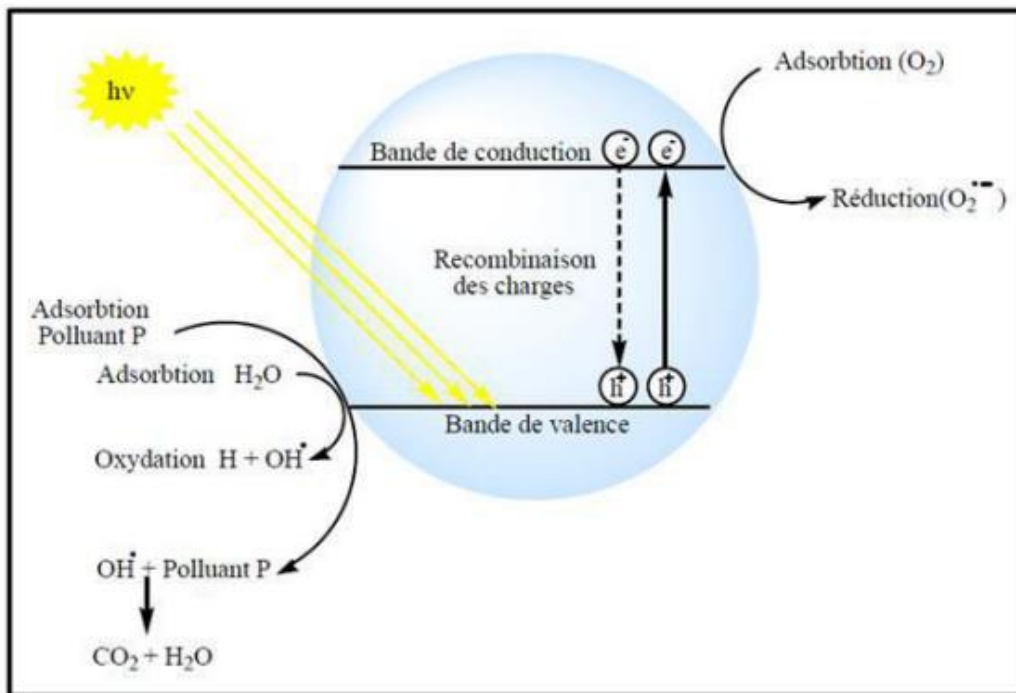 hν
Adsorbtion (O₂)
Bande de conduction e⁻ e⁻
Réduction(O₂•⁻ )
Recombinaison
des charges
Adsorbtion
Polluant P
Adsorbtion H₂O
h⁺ h⁺
Bande de valence
Oxydation H + OH•
OH• + Polluant P
CO₂ + H₂O